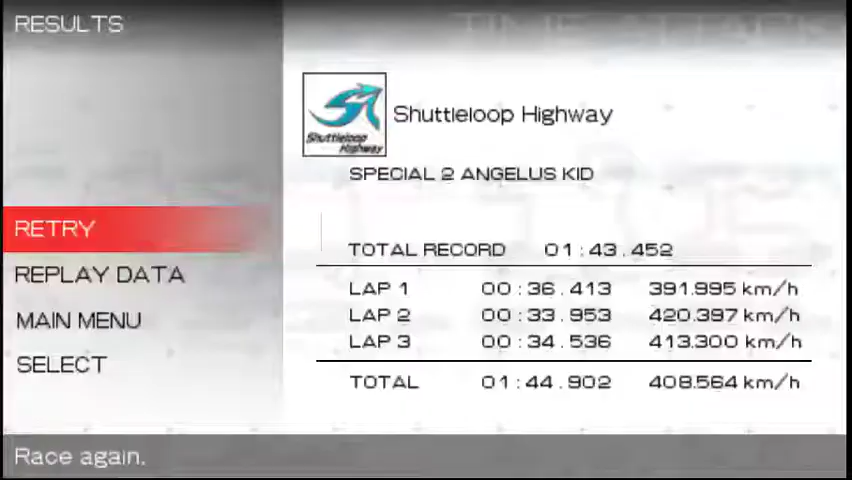 RESULTS
TIME ATTACK
Shuttleloop
Highway
Shuttleloop Highway
SPECIAL 2 ANGELUS KID
RETRY
REPLAY DATA
MAIN MENU
SELECT
TOTAL RECORD 01:43.452
LAP 1 00:36.413 391.995 km/h
LAP 2 00:33.953 420.397 km/h
LAP 3 00:34.536 413.300 km/h
TOTAL 01:44.902 408.564 km/h
Race again.